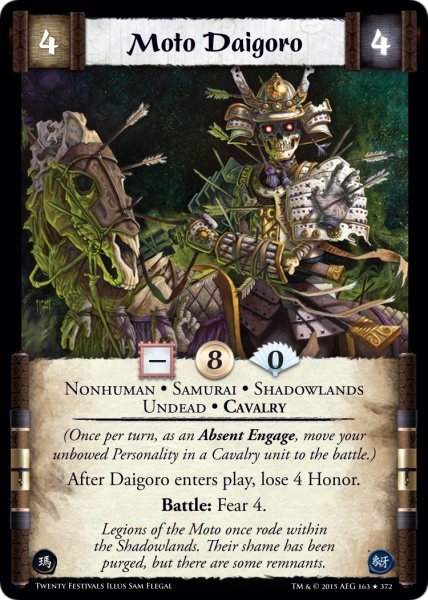 4 Moto Daigoro 4
– 8 0
Nonhuman • Samurai • Shadowlands
Undead • Cavalry
(Once per turn, as an Absent Engage, move your
unbowed Personality in a Cavalry unit to the battle.)
After Daigoro enters play, lose 4 Honor.
Battle: Fear 4.
Legions of the Moto once rode within
the Shadowlands. Their shame has been
purged, but there are some remnants.
瑪
Twenty Festivals Illus Sam Flegal
TM & © 2015 AEG 163 ★ 372